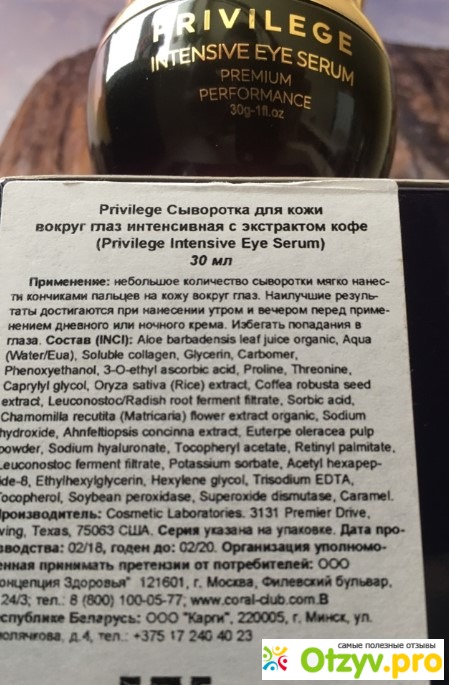 PRIVILEGE
INTENSIVE EYE SERUM
PREMIUM
PERFORMANCE
30g-1fl.oz
Privilege Сыворотка для кожи
вокруг глаз интенсивная с экстрактом кофе
(Privilege Intensive Eye Serum)
30 мл
Применение: небольшое количество сыворотки мягко нанес-
ти кончиками пальцев на кожу вокруг глаз. Наилучшие резуль-
таты достигаются при нанесении утром и вечером перед приме-
нением дневного или ночного крема. Избегать попадания в
глаза. Состав (INCI): Aloe barbadensis leaf juice organic, Aqua
(Water/Eua), Soluble collagen, Glycerin, Carbomer,
Phenoxyethanol, 3-O-ethyl ascorbic acid, Proline, Threonine,
Caprylyl glycol, Oryza sativa (Rice) extract, Coffea robusta seed
extract, Leuconostoc/Radish root ferment filtrate, Sorbic acid,
Chamomilla recutita (Matricaria) flower extract organic, Sodium
hydroxide, Ahnfeltiopsis concinna extract, Euterpe oleracea pulp
powder, Sodium hyaluronate, Tocopheryl acetate, Retinyl palmitate,
Leuconostoc ferment filtrate, Potassium sorbate, Acetyl hexapep-
ide-8, Ethylhexylglycerin, Hexylene glycol, Trisodium EDTA,
Tocopherol, Soybean peroxidase, Superoxide dismutase, Caramel.
Производитель: Cosmetic Laboratories. 3131 Premier Drive,
ving, Texas, 75063 США. Серия указана на упаковке. Дата про-
зводства: 02/18, годен до: 02/20. Организация уполномо-
енная принимать претензии от потребителей: ООО
онцепция Здоровья" 121601, г. Москва, Филевский бульвар,
24/3; тел.: 8 (800) 100-05-77; www.coral-club.com.В
еспублике Беларусь: ООО "Карги", 220005, г. Минск, ул.
молячкова, д.4, тел.: +375 17 240 40 23
самые полезные отзывы
Otzyv.pro